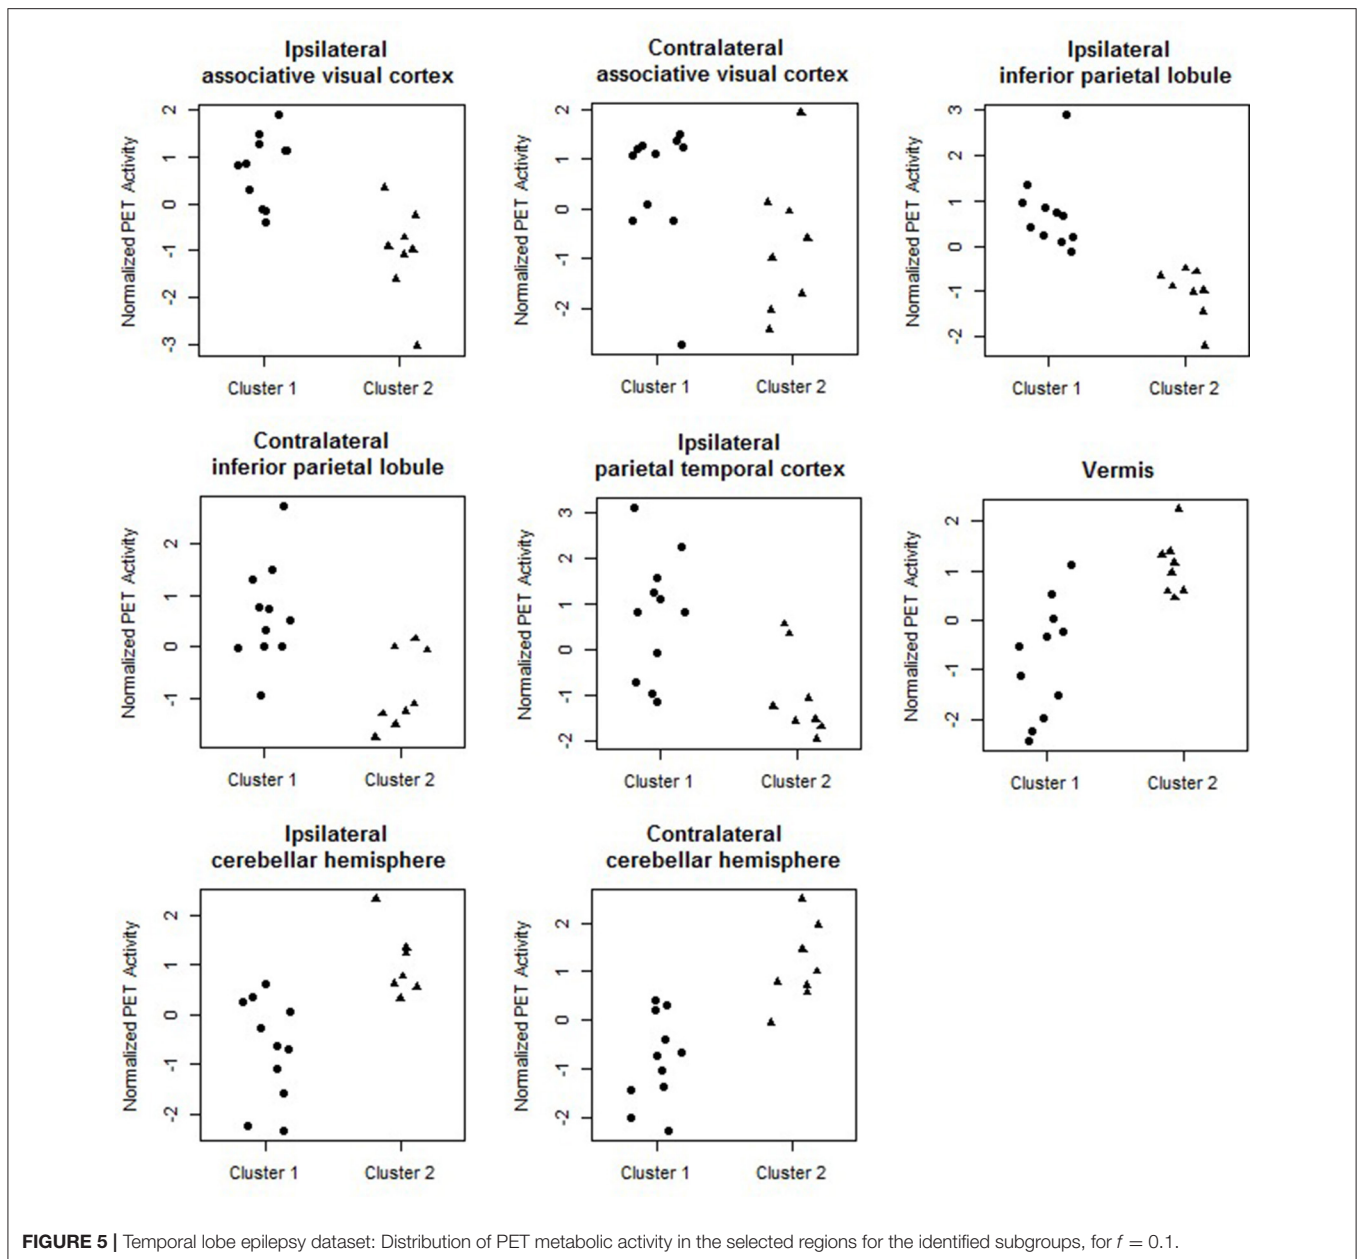 Ipsilateral
associative visual cortex
Normalized PET Activity
2
1
0
-1
-2
-3
Cluster 1
Cluster 2
Contralateral
associative visual cortex
Normalized PET Activity
2
1
0
-1
-2
Cluster 1
Cluster 2
Ipsilateral
inferior parietal lobule
Normalized PET Activity
3
2
1
0
-1
-2
Cluster 1
Cluster 2
Contralateral
inferior parietal lobule
Normalized PET Activity
2
1
0
-1
Cluster 1
Cluster 2
Ipsilateral
parietal temporal cortex
Normalized PET Activity
3
2
1
0
-1
-2
Cluster 1
Cluster 2
Vermis
Normalized PET Activity
2
1
0
-1
-2
Cluster 1
Cluster 2
Ipsilateral
cerebellar hemisphere
Normalized PET Activity
2
1
0
-1
-2
Cluster 1
Cluster 2
Contralateral
cerebellar hemisphere
Normalized PET Activity
2
1
0
-1
-2
Cluster 1
Cluster 2
FIGURE 5 | Temporal lobe epilepsy dataset: Distribution of PET metabolic activity in the selected regions for the identified subgroups, for f = 0.1.